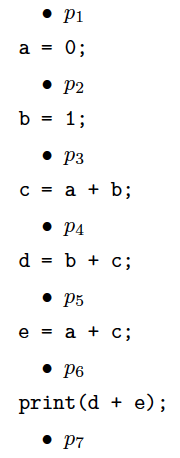 • p₁
a = 0;
• p₂
b = 1;
• p₃
c = a + b;
• p₄
d = b + c;
• p₅
e = a + c;
• p₆
print(d + e);
• p₇